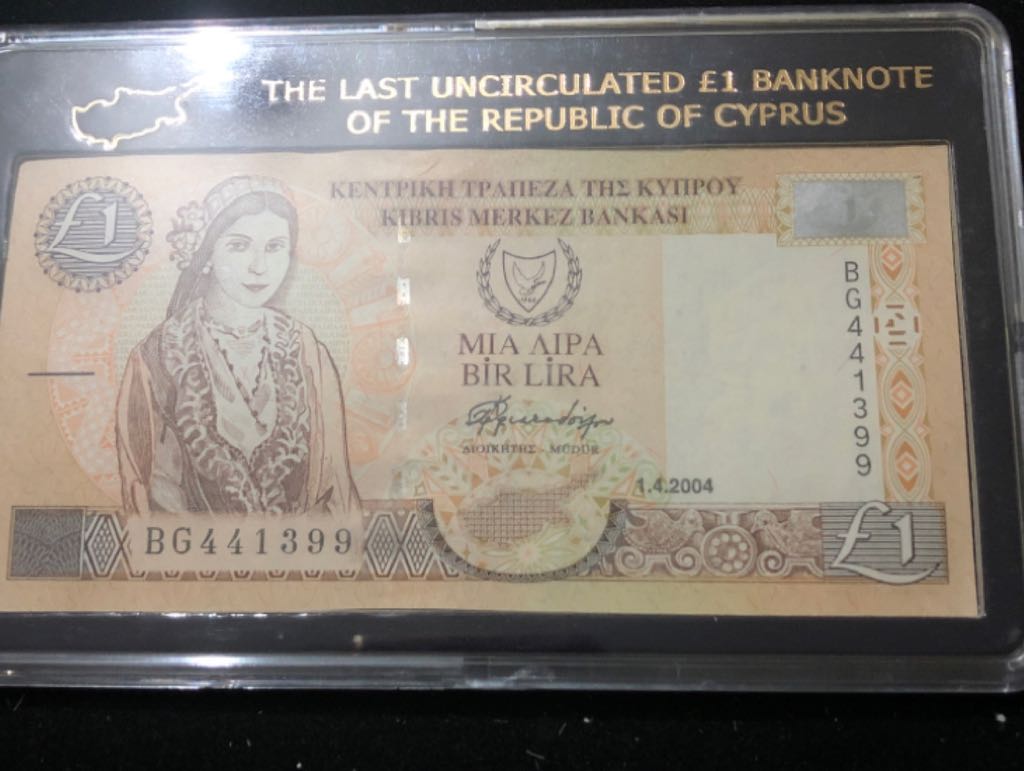 THE LAST UNCIRCULATED £1 BANKNOTE
OF THE REPUBLIC OF CYPRUS
£1
ΚΕΝΤΡΙΚΗ ΤΡΑΠΕΖΑ ΤΗΣ ΚΥΠΡΟΥ
KIBRIS MERKEZ BANKASI
ΜΙΑ ΛΙΡΑ
BİR LİRA
ΔΙΟΙΚΗΤΗΣ - MÜDÜR
1.4.2004
BG441399
BG441399
£1